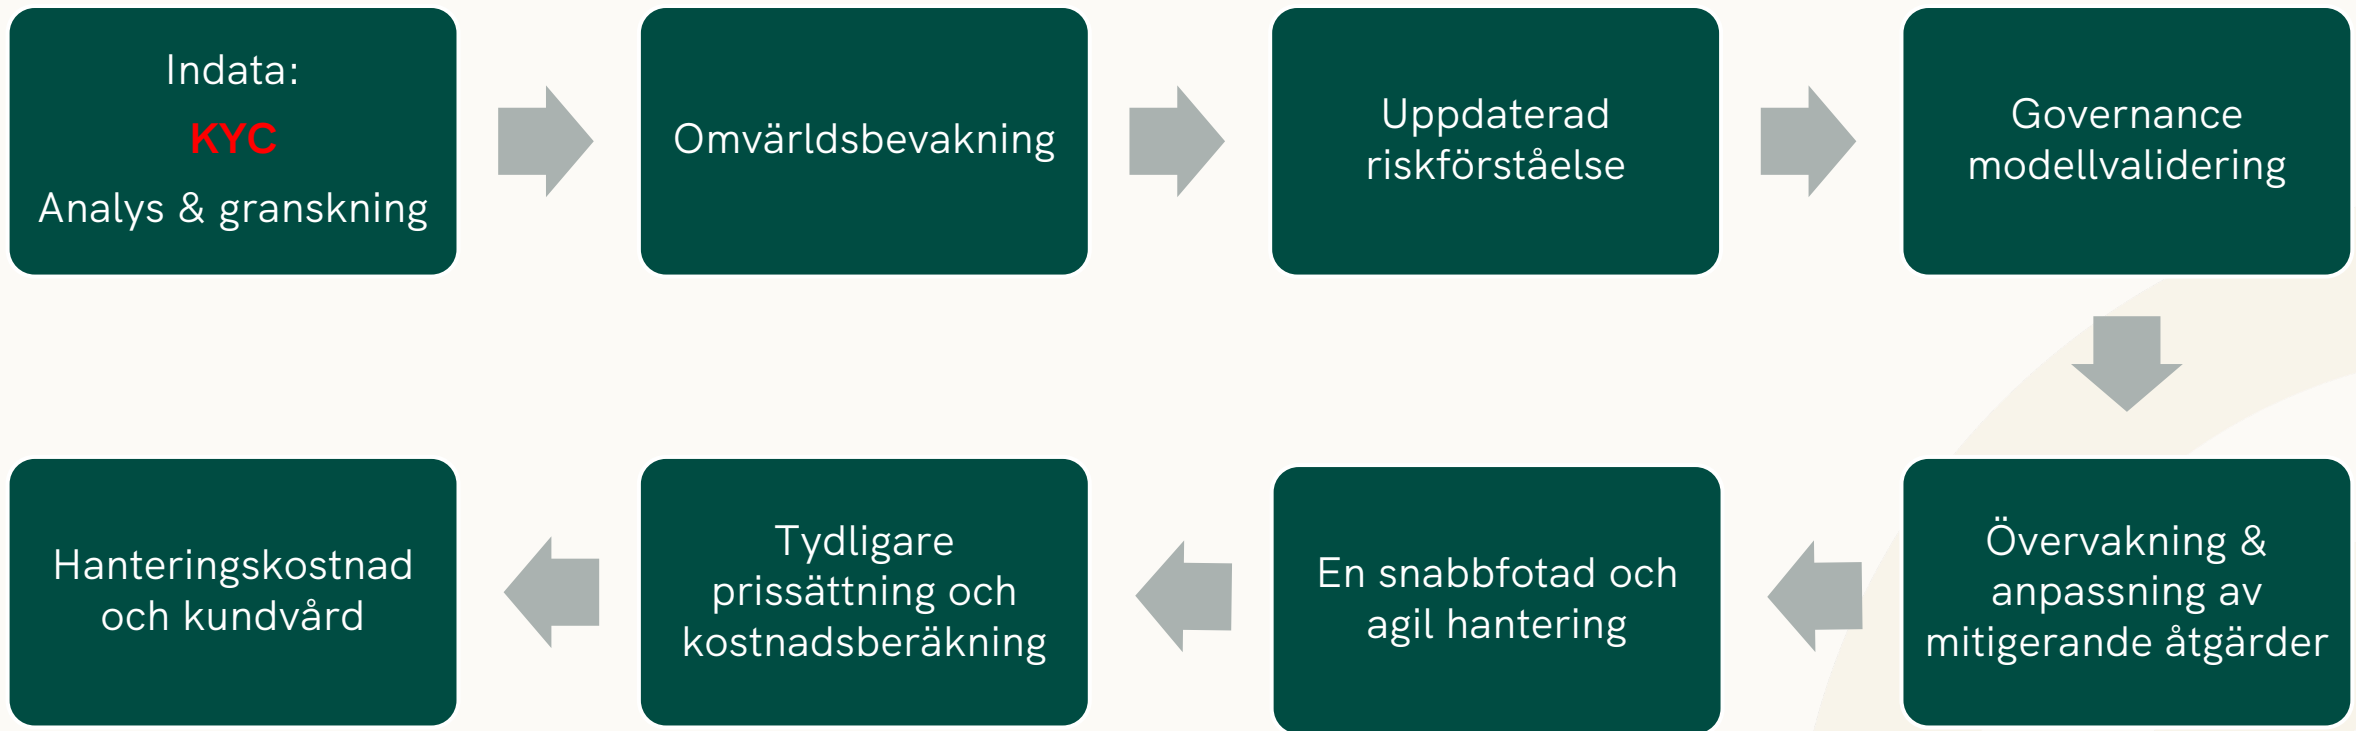 Indata:
KYC
Analys & granskning
Omvärldsbevakning
Uppdaterad
riskförståelse
Governance
modellvalidering
Övervakning &
anpassning av
mitigerande åtgärder
En snabbfotad och
agil hantering
Tydligare
prissättning och
kostnadsberäkning
Hanteringskostnad
och kundvård